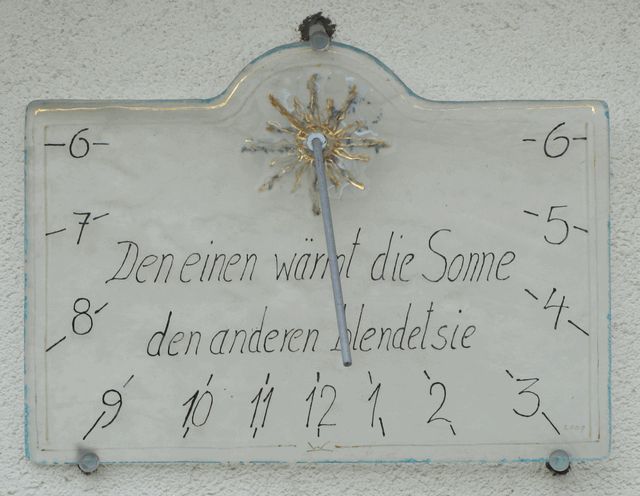 6 6
7 5
Den einen wärmt die Sonne
8 4
den anderen blendet sie
9 10 11 12 1 2 3